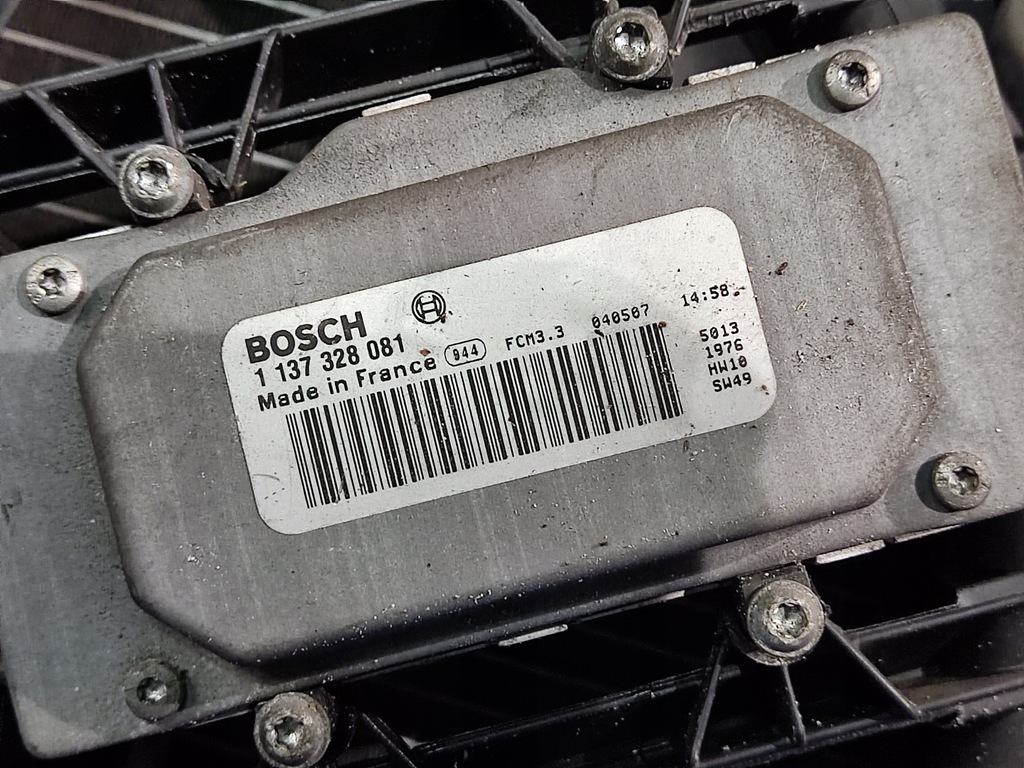 BOSCH
1 137 328 081
Made in France 944 FCM3.3 040507 14:58
5013
1976
HW10
SW49